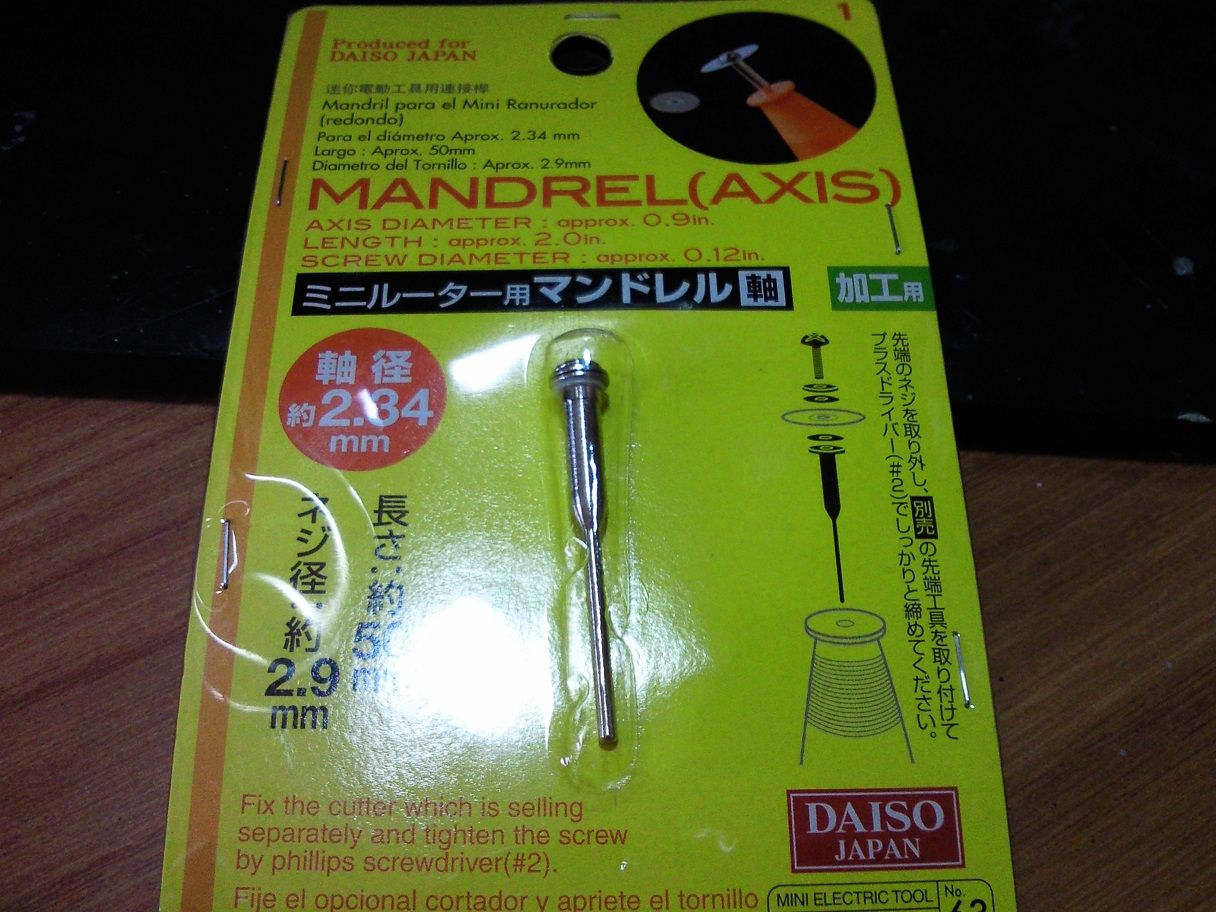 1
Produced for
DAISO JAPAN
迷你電動工具用連接桿
Mandril para el Mini Ranurador
(redondo)
Para el diámetro Aprox. 2.34 mm
Largo : Aprox. 50mm
Diametro del Tornillo : Aprox. 2.9mm
MANDREL(AXIS)
AXIS DIAMETER : approx. 0.9in.
LENGTH : approx. 2.0in.
SCREW DIAMETER : approx. 0.12in.
ミニルーター用マンドレル 軸
加工用
軸径
約2.34
mm
長さ:約50mm
ネジ径:約2.9mm
先端のネジを取り外し、別売の先端工具を取り付けて
プラスドライバー(#2)でしっかりと締めてください。
Fix the cutter which is selling
separately and tighten the screw
by phillips screwdriver(#2).
Fije el opcional cortador y apriete el tornillo
DAISO
JAPAN
MINI ELECTRIC TOOL
No.